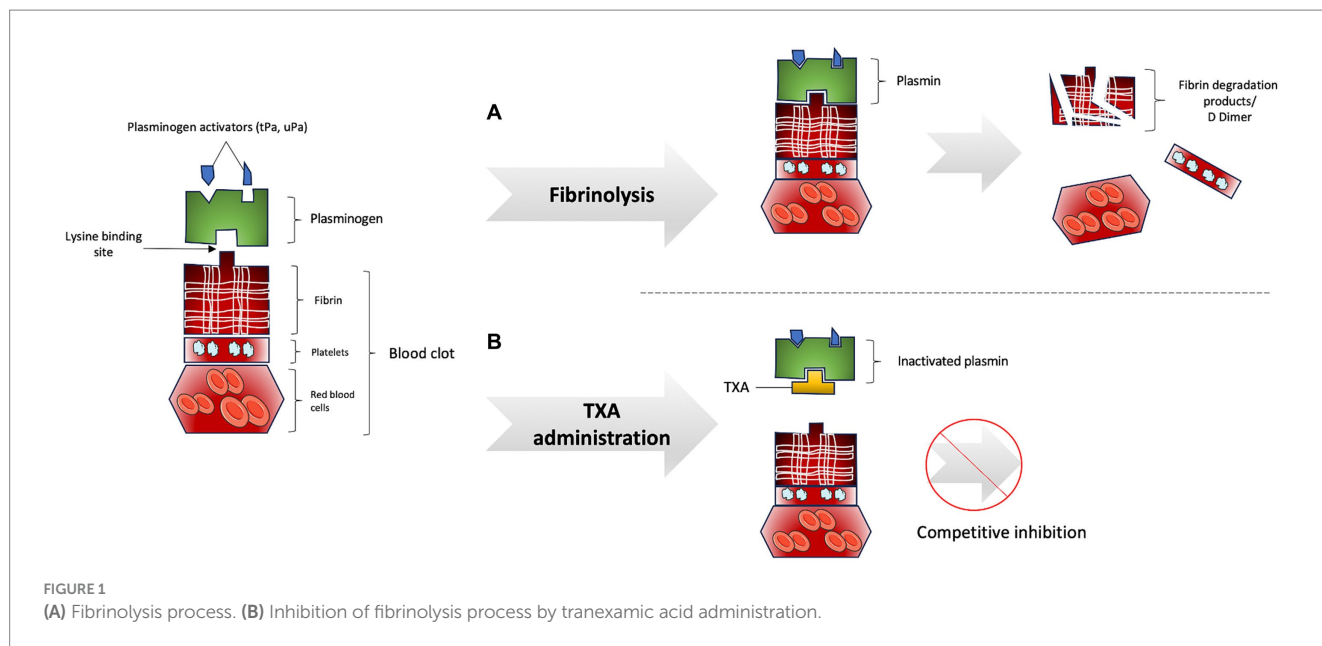 Plasminogen activators (tPa, uPa)
Plasminogen
Lysine binding
site
Fibrin
Platelets
Red blood
cells
Blood clot
A
Fibrinolysis
Plasmin
Fibrin degradation
products/
D Dimer
B
TXA
administration
TXA
Inactivated plasmin
Competitive inhibition
FIGURE 1
(A) Fibrinolysis process. (B) Inhibition of fibrinolysis process by tranexamic acid administration.